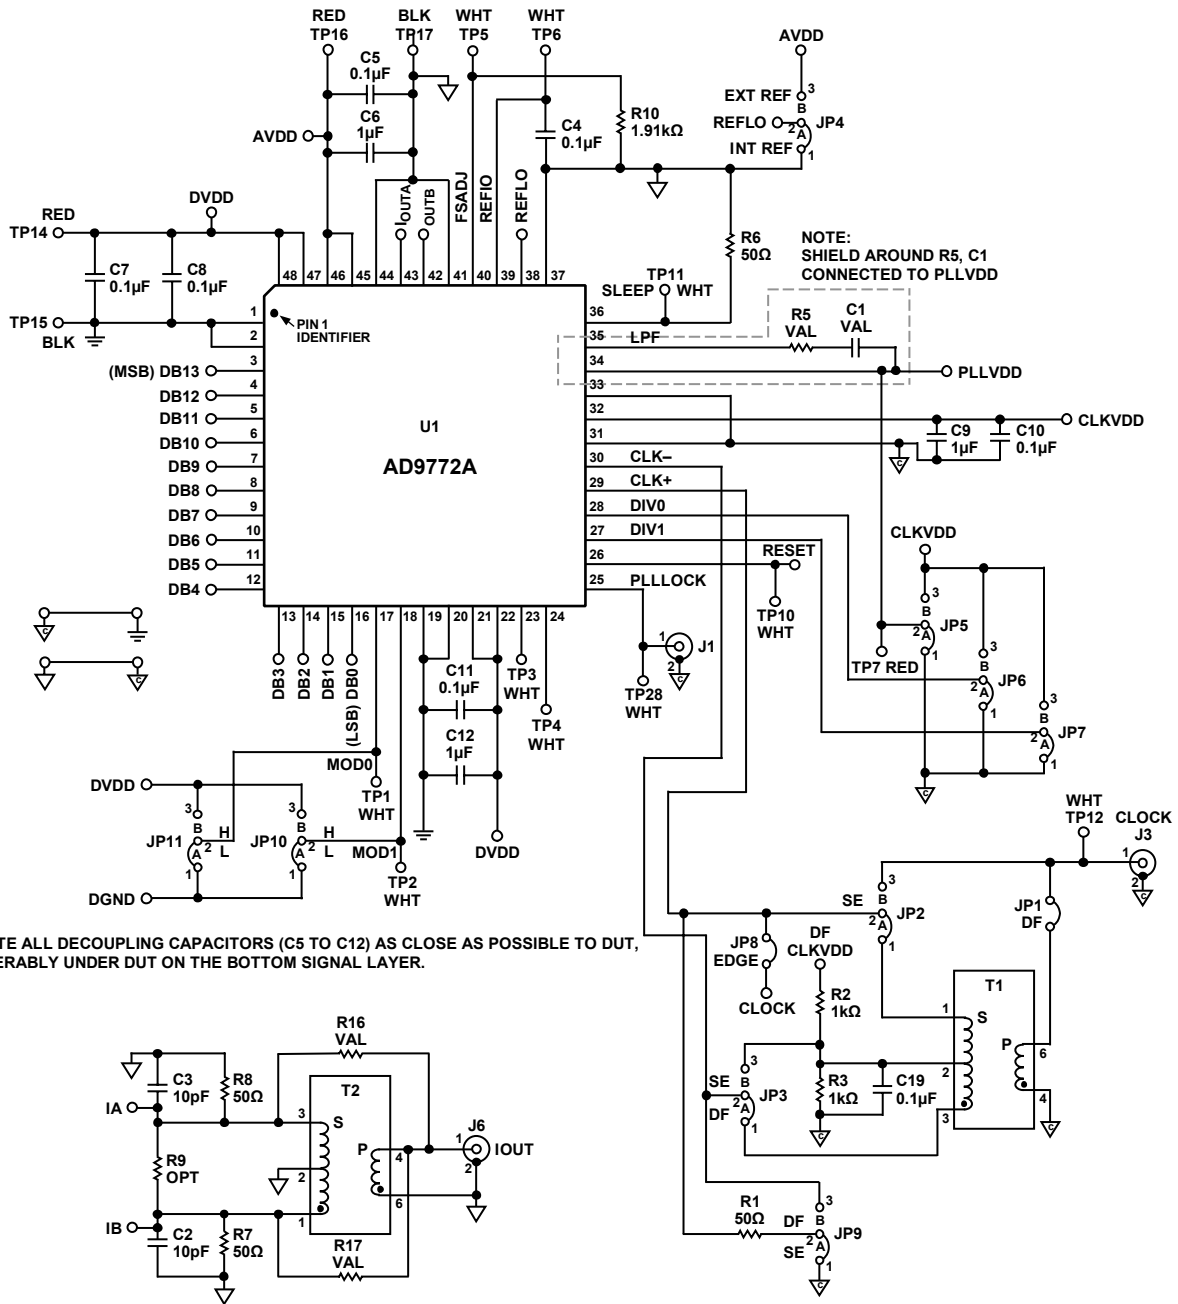 RED
TP16
BLK
TP17
WHT
TP5
WHT
TP6
AVDD
C5
0.1µF
C6
1µF
AVDD
C4
0.1µF
R10
1.91kΩ
EXT REF
3
B
REFLO
2
A
JP4
INT REF
1
RED
TP14
DVDD
IOUTA
OUTB
FSADJ
REFIO
REFLO
C7
0.1µF
C8
0.1µF
R6
50Ω
NOTE:
SHIELD AROUND R5, C1
CONNECTED TO PLLVDD
TP15
BLK
48 47 46 45 44 43 42 41 40 39 38 37
TP11
SLEEP WHT
PIN 1
IDENTIFIER
1
2
3
4
5
6
7
8
9
10
11
12
(MSB) DB13
DB12
DB11
DB10
DB9
DB8
DB7
DB6
DB5
DB4
U1
AD9772A
36
35 LPF
34
33
32
31
30 CLK–
29 CLK+
28 DIV0
27 DIV1
26
25 PLLLOCK
R5
VAL
C1
VAL
PLLVDD
CLKVDD
C9
1µF
C10
0.1µF
C
RESET
TP10
WHT
CLKVDD
3
B
2
A
JP5
1
TP7 RED
3
B
2
A
JP6
1
3
B
2
A
JP7
1
C
13 14 15 16 17 18 19 20 21 22 23 24
C
C
DB3
DB2
DB1
(LSB) DB0
C11
0.1µF
C12
1µF
TP3
WHT
TP4
WHT
1
J1
2
C
TP28
WHT
MOD0
TP1
WHT
DVDD
3
B
JP11
A
2
H
L
1
3
B
JP10
A
2
H
L
1
MOD1
TP2
WHT
DVDD
DGND
WHT
TP12
CLOCK
J3
1
2
C
TE ALL DECOUPLING CAPACITORS (C5 TO C12) AS CLOSE AS POSSIBLE TO DUT,
ERABLY UNDER DUT ON THE BOTTOM SIGNAL LAYER.
SE
3
B
2
A
JP2
1
JP1
DF
JP8
EDGE
CLOCK
DF
CLKVDD
R2
1kΩ
T1
1
S
P
6
2
4
3
C
SE
3
B
2
A
JP3
DF
1
R3
1kΩ
C19
0.1µF
C
R16
VAL
C3
10pF
R8
50Ω
IA
T2
3
S
P
4
2
6
1
J6
1
IOUT
2
R9
OPT
IB
C2
10pF
R7
50Ω
R17
VAL
R1
50Ω
DF
3
B
2
A
JP9
SE
1
C